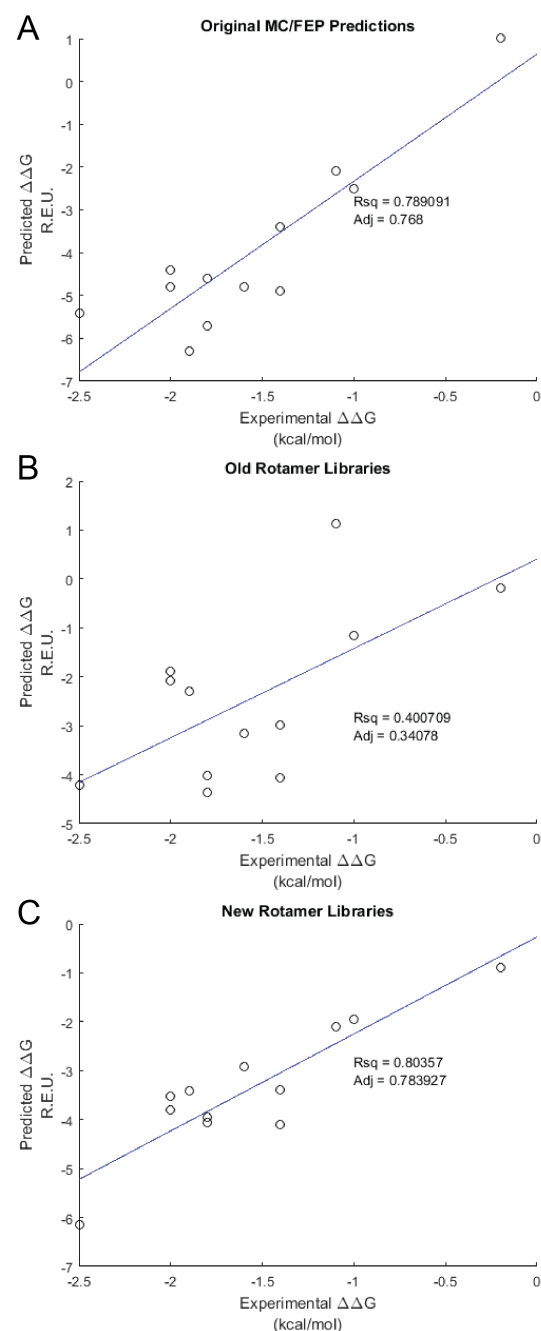 A
Original MC/FEP Predictions
1
0
-1
-2
-3
-4
-5
-6
-7
Predicted ΔΔG
R.E.U.
Rsq = 0.789091
Adj = 0.768
-2.5
-2
-1.5
-1
-0.5
0
Experimental ΔΔG
(kcal/mol)
B
Old Rotamer Libraries
2
1
0
-1
-2
-3
-4
-5
Predicted ΔΔG
R.E.U.
Rsq = 0.400709
Adj = 0.34078
-2.5
-2
-1.5
-1
-0.5
0
Experimental ΔΔG
(kcal/mol)
C
New Rotamer Libraries
0
-1
-2
-3
-4
-5
-6
-7
Predicted ΔΔG
R.E.U.
Rsq = 0.80357
Adj = 0.783927
-2.5
-2
-1.5
-1
-0.5
0
Experimental ΔΔG
(kcal/mol)